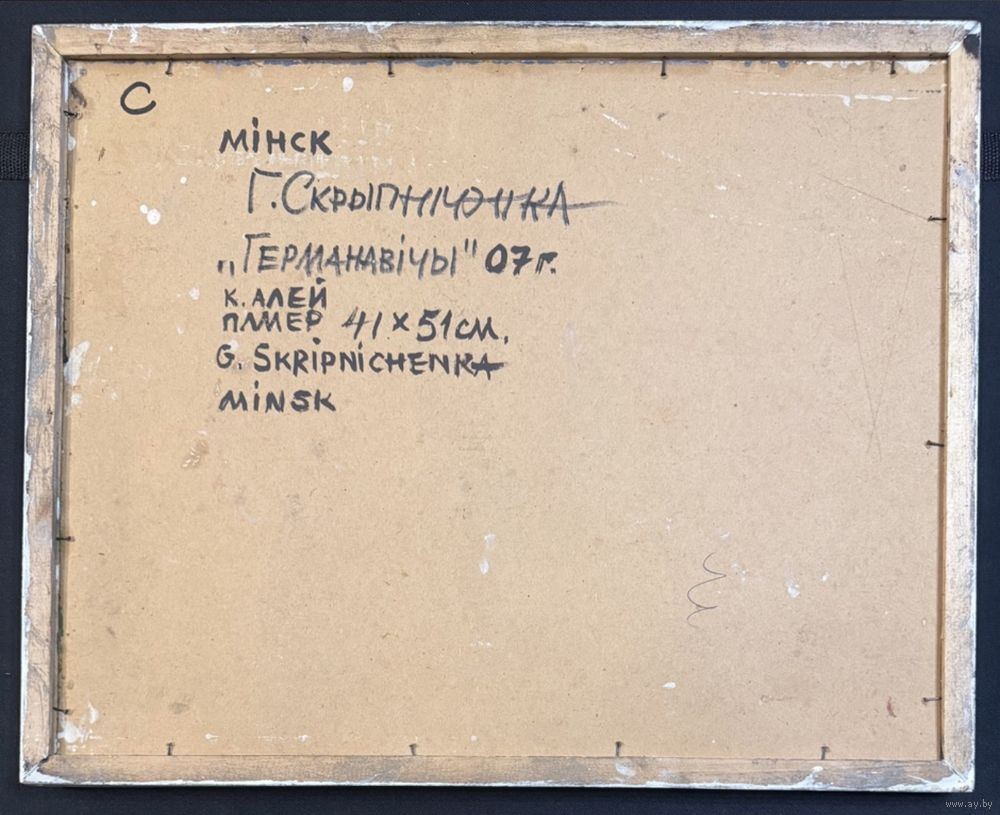 С
МІНСК
Г. СКРЫПНІЧЭНКА
„ГЕРМАНАВІЧЫ" 07 г.
К. АЛЕЙ
ПАМЕР 41 × 51 см.
G. SKRIPNICHENKA
MINSK
www.ay.by